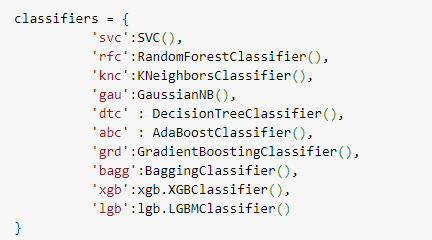 classifiers = {
'svc':SVC(),
'rfc':RandomForestClassifier(),
'knc':KNeighborsClassifier(),
'gau':GaussianNB(),
'dtc' : DecisionTreeClassifier(),
'abc' : AdaBoostClassifier(),
'grd':GradientBoostingClassifier(),
'bagg':BaggingClassifier(),
'xgb':xgb.XGBClassifier(),
'lgb':lgb.LGBMClassifier()
}